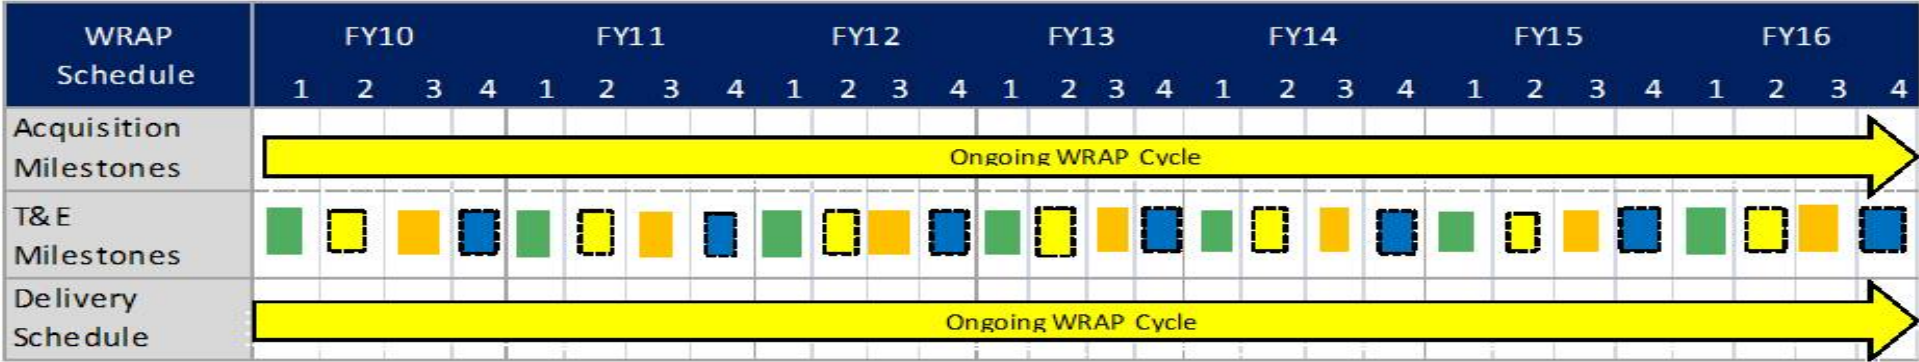 WRAP Schedule FY10 FY11 FY12 FY13 FY14 FY15 FY16
1 2 3 4 1 2 3 4 1 2 3 4 1 2 3 4 1 2 3 4 1 2 3 4 1 2 3 4
Acquisition
Milestones
Ongoing WRAP Cycle
T&E
Milestones
Delivery
Schedule
Ongoing WRAP Cycle